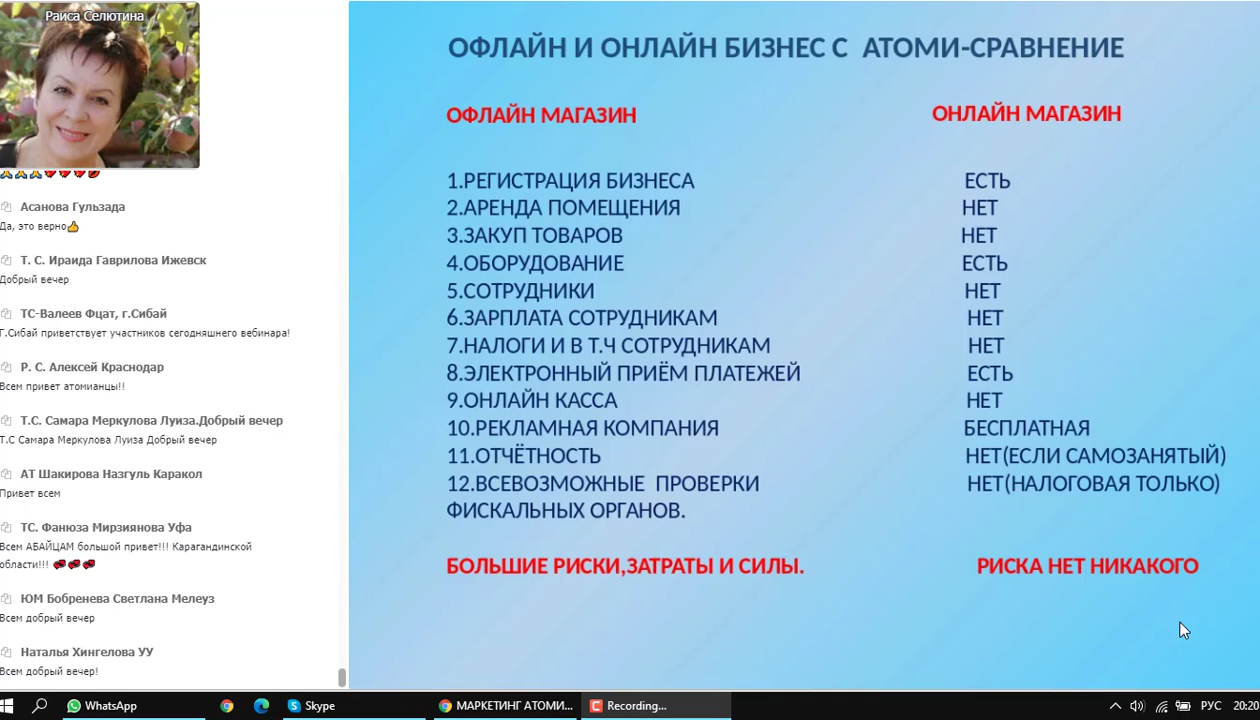 Раиса Селютина
Асанова Гульзада
Да, это верно👍
Т. С. Ираида Гаврилова Ижевск
Добрый вечер
ТС-Валеев Фцат, г.Сибай
Г.Сибай приветствует участников сегодняшнего вебинара!
Р. С. Алексей Краснодар
Всем привет атомианцы!!
Т.С. Самара Меркулова Луиза.Добрый вечер
Т.С Самара Меркулова Луиза Добрый вечер
АТ Шакирова Назгуль Каракол
Привет всем
ТС. Фанюза Мирзиянова Уфа
Всем АБАЙЦАМ большой привет!!! Карагандинской
области!!!
ЮМ Бобренева Светлана Мелеуз
Всем добрый вечер
Наталья Хингелова УУ
Всем добрый вечер!
ОФЛАЙН И ОНЛАЙН БИЗНЕС С АТОМИ-СРАВНЕНИЕ
ОФЛАЙН МАГАЗИН ОНЛАЙН МАГАЗИН
1.РЕГИСТРАЦИЯ БИЗНЕСА ЕСТЬ
2.АРЕНДА ПОМЕЩЕНИЯ НЕТ
3.ЗАКУП ТОВАРОВ НЕТ
4.ОБОРУДОВАНИЕ ЕСТЬ
5.СОТРУДНИКИ НЕТ
6.ЗАРПЛАТА СОТРУДНИКАМ НЕТ
7.НАЛОГИ И В Т.Ч СОТРУДНИКАМ НЕТ
8.ЭЛЕКТРОННЫЙ ПРИЁМ ПЛАТЕЖЕЙ ЕСТЬ
9.ОНЛАЙН КАССА НЕТ
10.РЕКЛАМНАЯ КОМПАНИЯ БЕСПЛАТНАЯ
11.ОТЧЁТНОСТЬ НЕТ(ЕСЛИ САМОЗАНЯТЫЙ)
12.ВСЕВОЗМОЖНЫЕ ПРОВЕРКИ НЕТ(НАЛОГОВАЯ ТОЛЬКО)
ФИСКАЛЬНЫХ ОРГАНОВ.
БОЛЬШИЕ РИСКИ,ЗАТРАТЫ И СИЛЫ. РИСКА НЕТ НИКАКОГО
WhatsApp Skype МАРКЕТИНГ АТОМИ... Recording... РУС 20:20